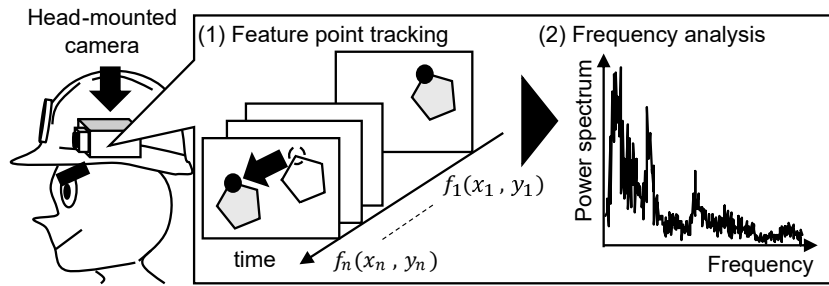 Head-mounted
camera
(1) Feature point tracking
(2) Frequency analysis
f₁(x₁ , y₁)
fₙ(xₙ , yₙ)
time
Power spectrum
Frequency